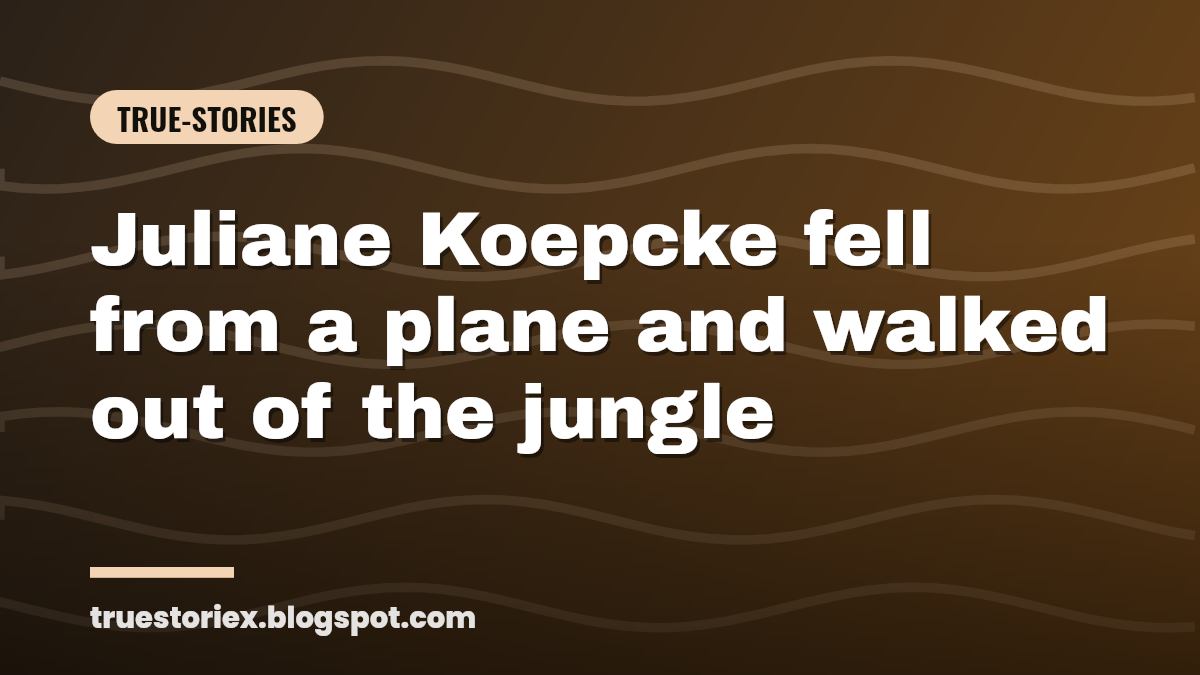 TRUE-STORIES
Juliane Koepcke fell
from a plane and walked
out of the jungle
truestoriex.blogspot.com